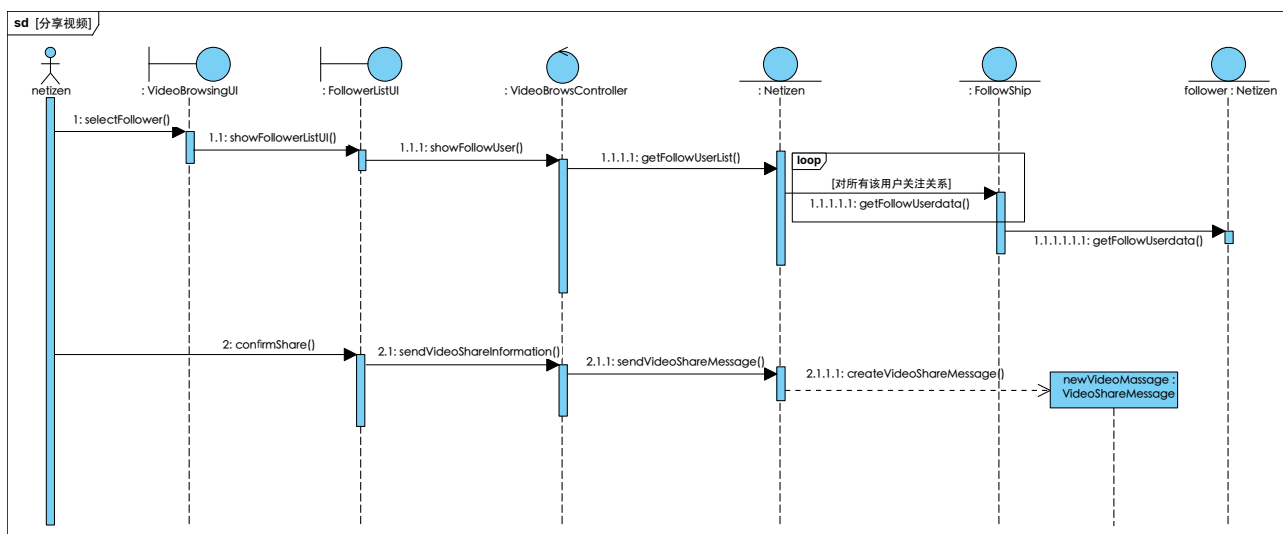 sd [分享视频]
netizen
: VideoBrowsingUI
: FollowerListUI
: VideoBrowsController
: Netizen
: FollowShip
follower : Netizen
1: selectFollower()
1.1: showFollowerListUI()
1.1.1: showFollowUser()
1.1.1.1: getFollowUserList()
loop
[对所有该用户关注关系]
1.1.1.1.1: getFollowUserdata()
1.1.1.1.1.1: getFollowUserdata()
2: confirmShare()
2.1: sendVideoShareInformation()
2.1.1: sendVideoShareMessage()
2.1.1.1: createVideoShareMessage()
newVideoMassage :
VideoShareMessage